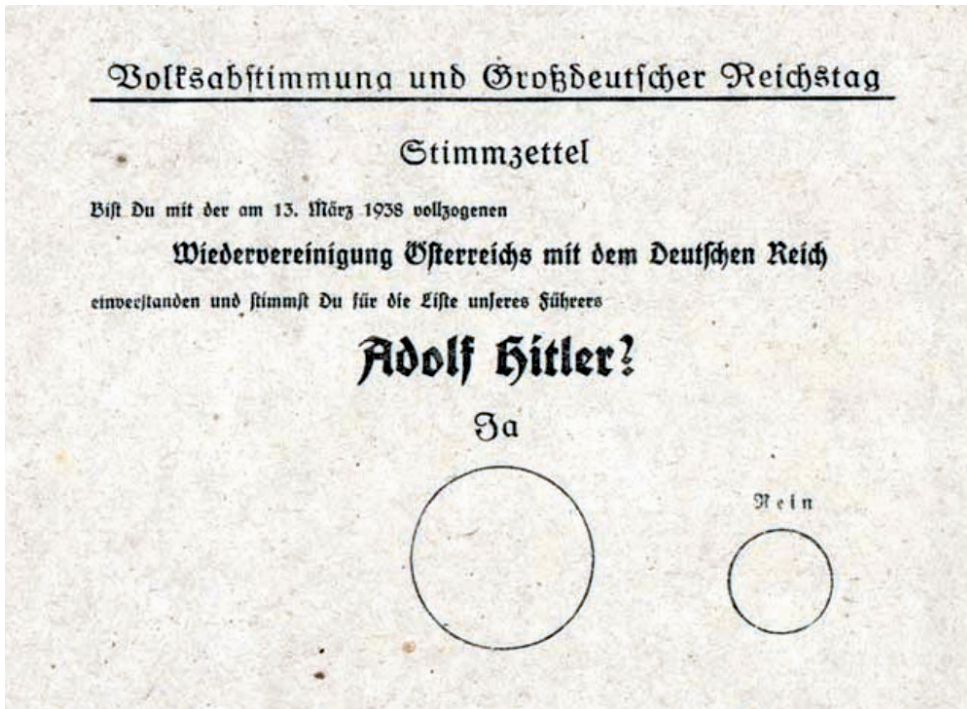 Volksabstimmung und Großdeutscher Reichstag
Stimmzettel
Bist Du mit der am 13. März 1938 vollzogenen
Wiedervereinigung Österreichs mit dem Deutschen Reich
einverstanden und stimmst Du für die Liste unseres Führers
Adolf Hitler?
Ja
Nein